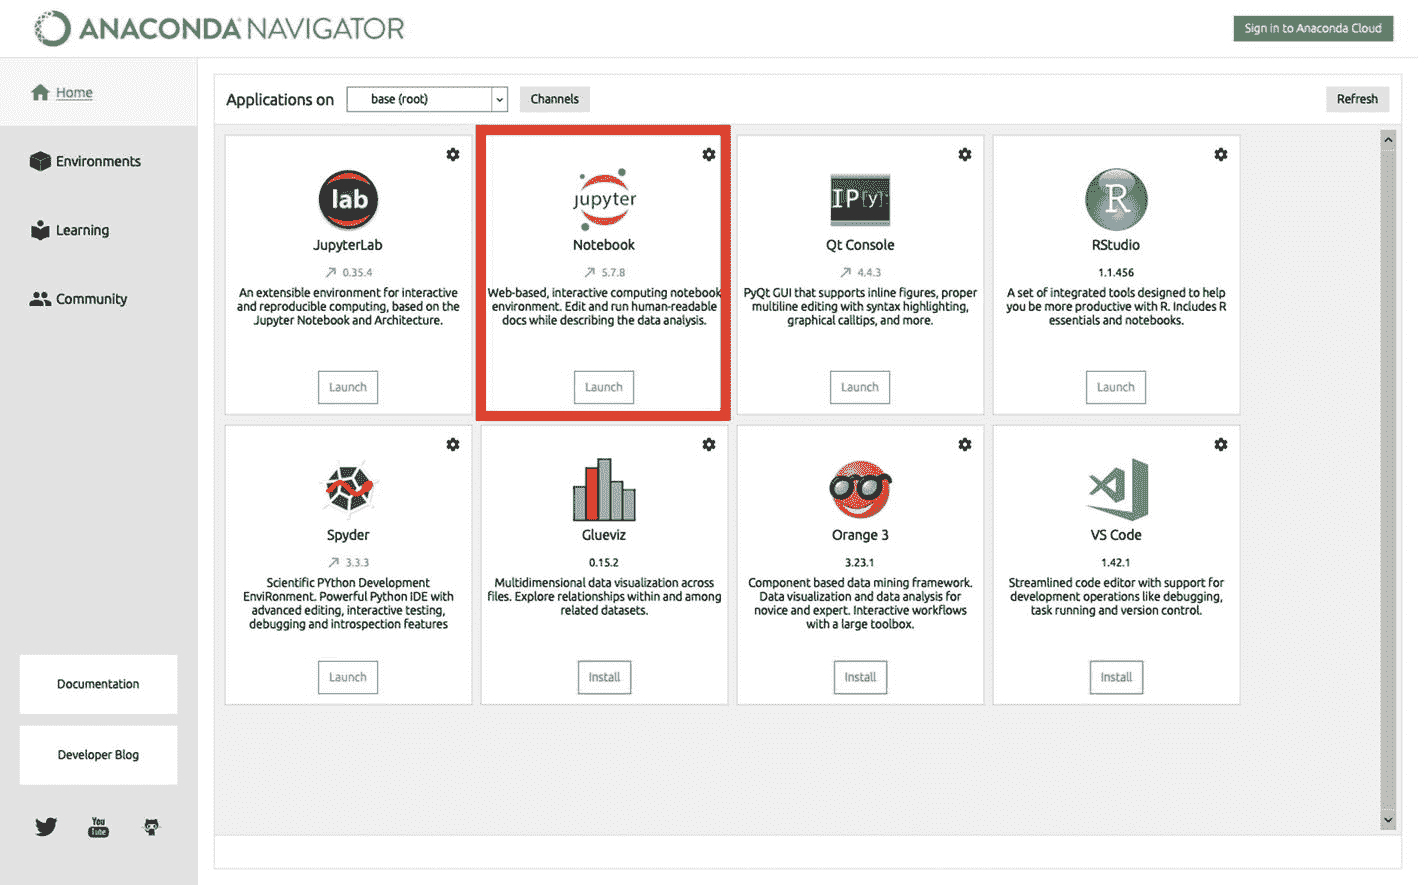 ANACONDA NAVIGATOR
Sign in to Anaconda Cloud
Home
Environments
Learning
Community
Documentation
Developer Blog
You
Tube
Applications on
base (root)
Channels
Refresh
lab
JupyterLab
0.35.4
An extensible environment for interactive
and reproducible computing, based on the
Jupyter Notebook and Architecture.
Launch
jupyter
Notebook
5.7.8
Web-based, interactive computing notebook
environment. Edit and run human-readable
docs while describing the data analysis.
Launch
IP[y]:
Qt Console
4.4.3
PyQt GUI that supports inline figures, proper
multiline editing with syntax highlighting,
graphical calltips, and more.
Launch
R
RStudio
1.1.456
A set of integrated tools designed to help
you be more productive with R. Includes R
essentials and notebooks.
Launch
Spyder
3.3.3
Scientific PYthon Development
EnviRonment. Powerful Python IDE with
advanced editing, interactive testing,
debugging and introspection features
Launch
Glueviz
0.15.2
Multidimensional data visualization across
files. Explore relationships within and among
related datasets.
Install
Orange 3
3.23.1
Component based data mining framework.
Data visualization and data analysis for
novice and expert. Interactive workflows
with a large toolbox.
Install
VS Code
1.42.1
Streamlined code editor with support for
development operations like debugging,
task running and version control.
Install